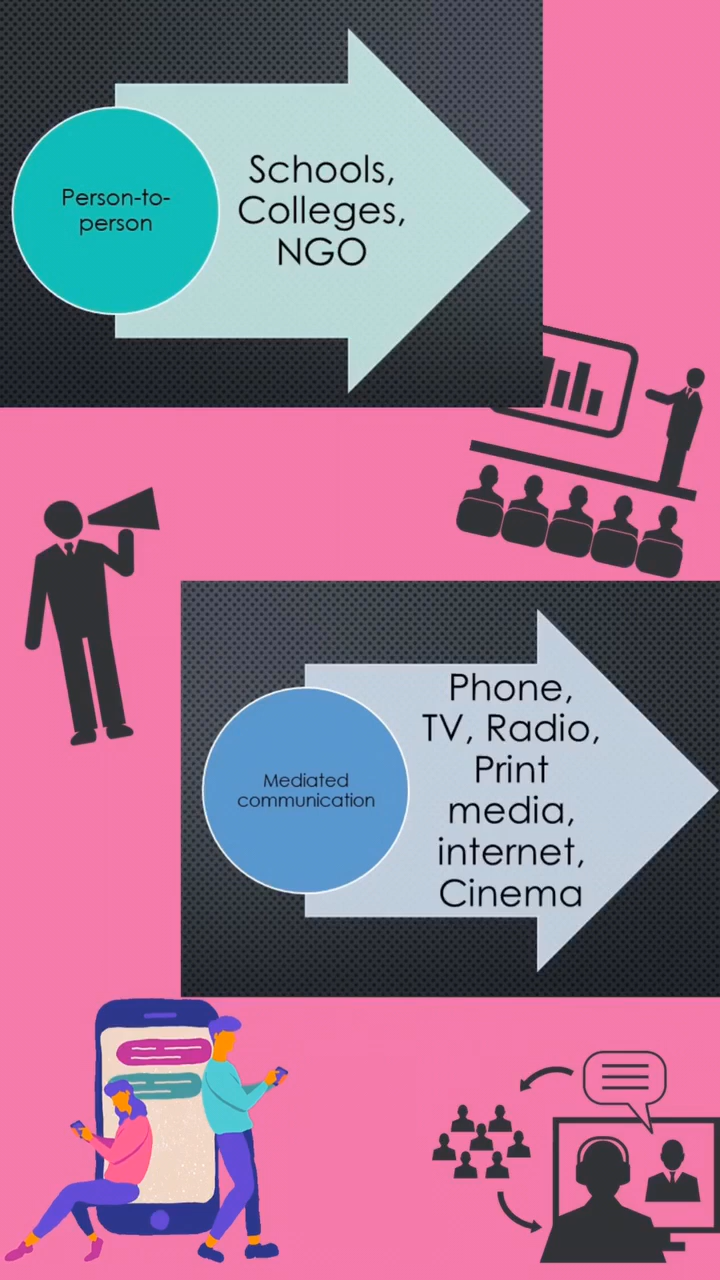 Person-to-
person
Schools,
Colleges,
NGO
Mediated
communication
Phone,
TV, Radio,
Print
media,
internet,
Cinema